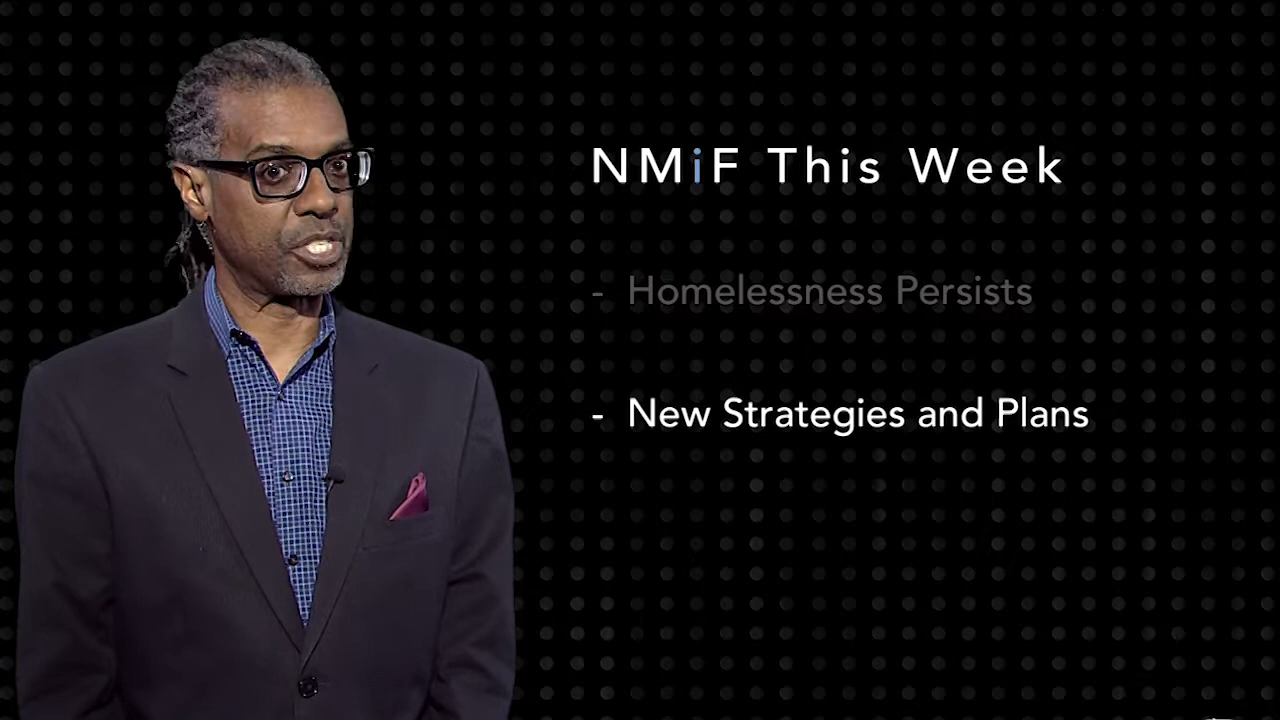 NMiF This Week
- Homelessness Persists
- New Strategies and Plans